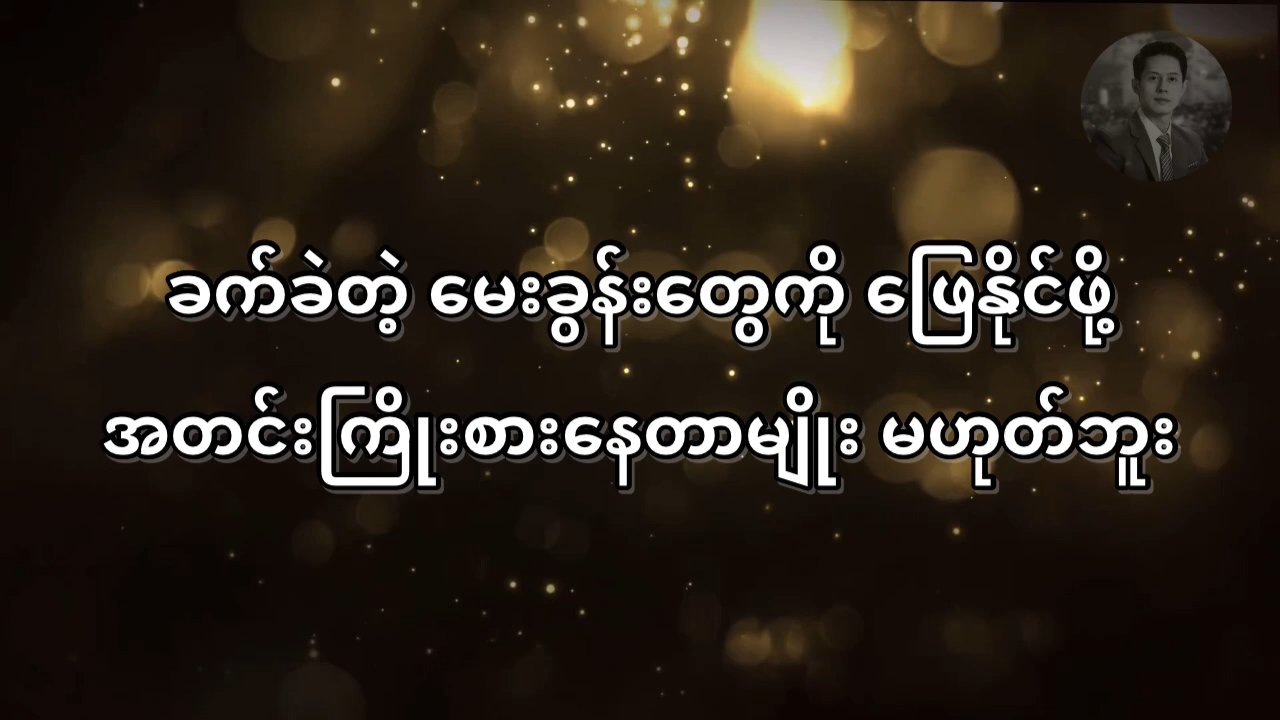 ခက်ခဲတဲ့ မေးခွန်းတွေကို ဖြေနိုင်ဖို့
အတင်းကြိုးစားနေတာမျိုး မဟုတ်ဘူး